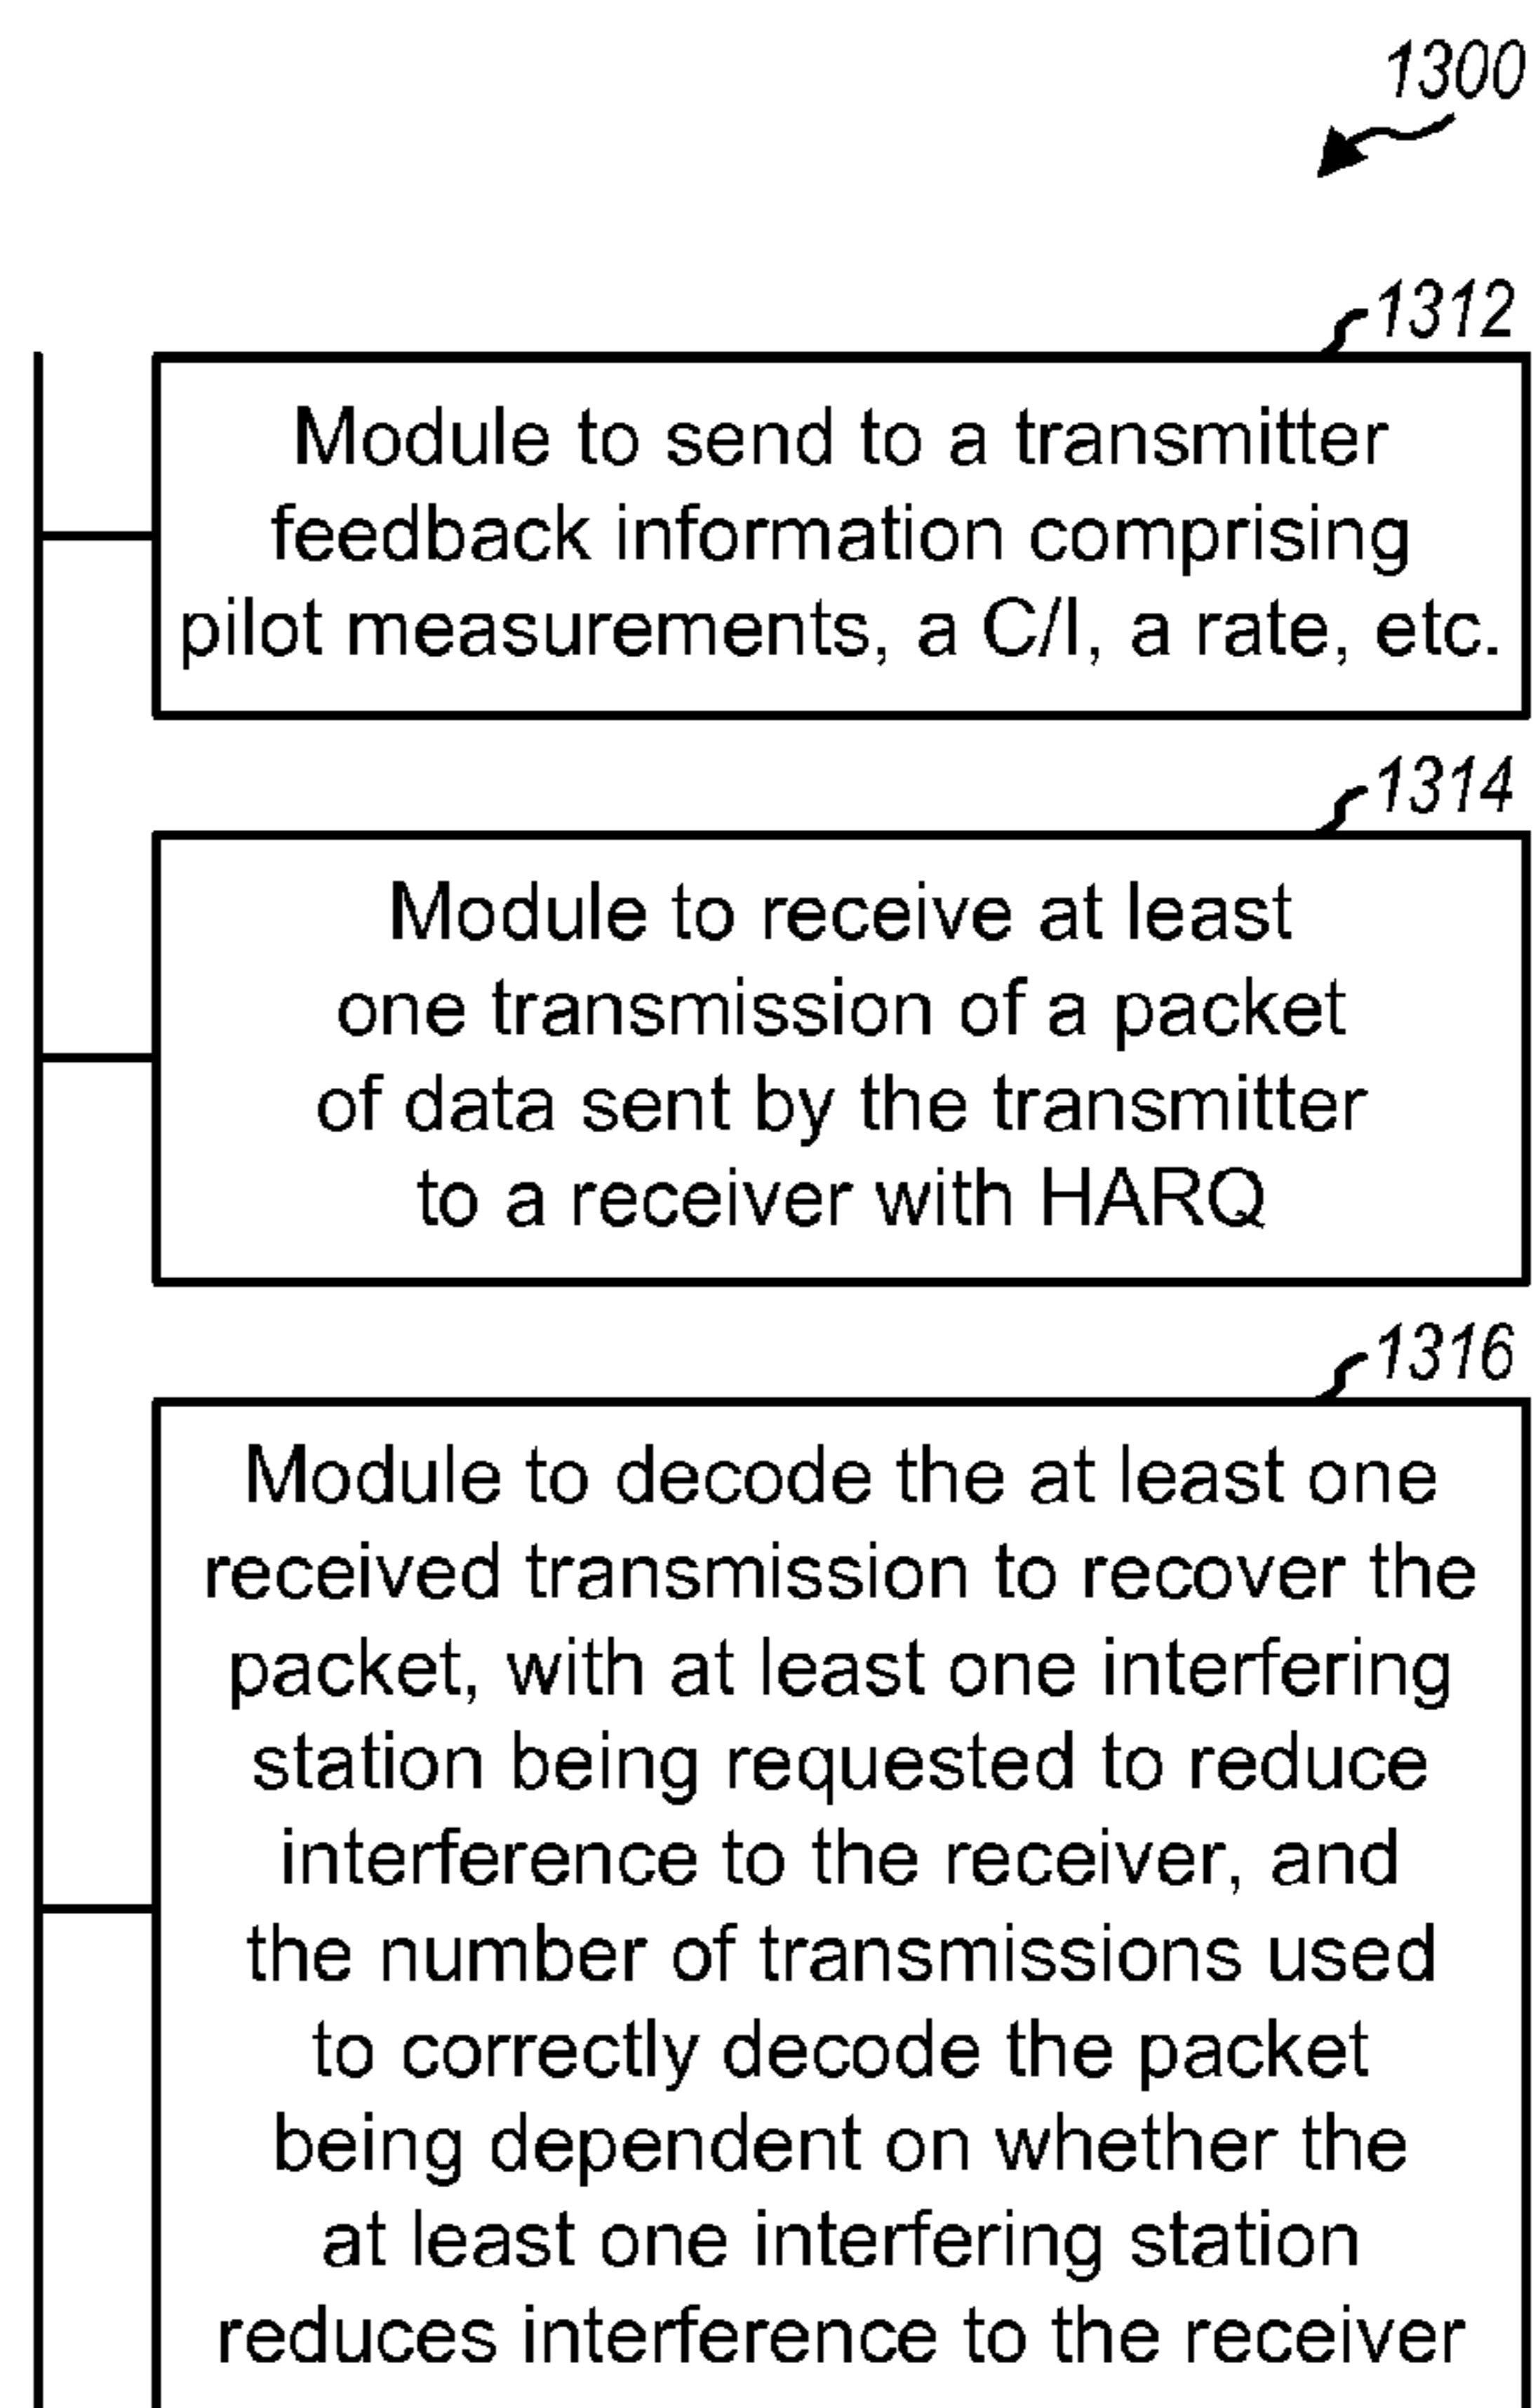 1300
1312
Module to send to a transmitter
feedback information comprising
pilot measurements, a C/I, a rate, etc.
1314
Module to receive at least
one transmission of a packet
of data sent by the transmitter
to a receiver with HARQ
1316
Module to decode the at least one
received transmission to recover the
packet, with at least one interfering
station being requested to reduce
interference to the receiver, and
the number of transmissions used
to correctly decode the packet
being dependent on whether the
at least one interfering station
reduces interference to the receiver